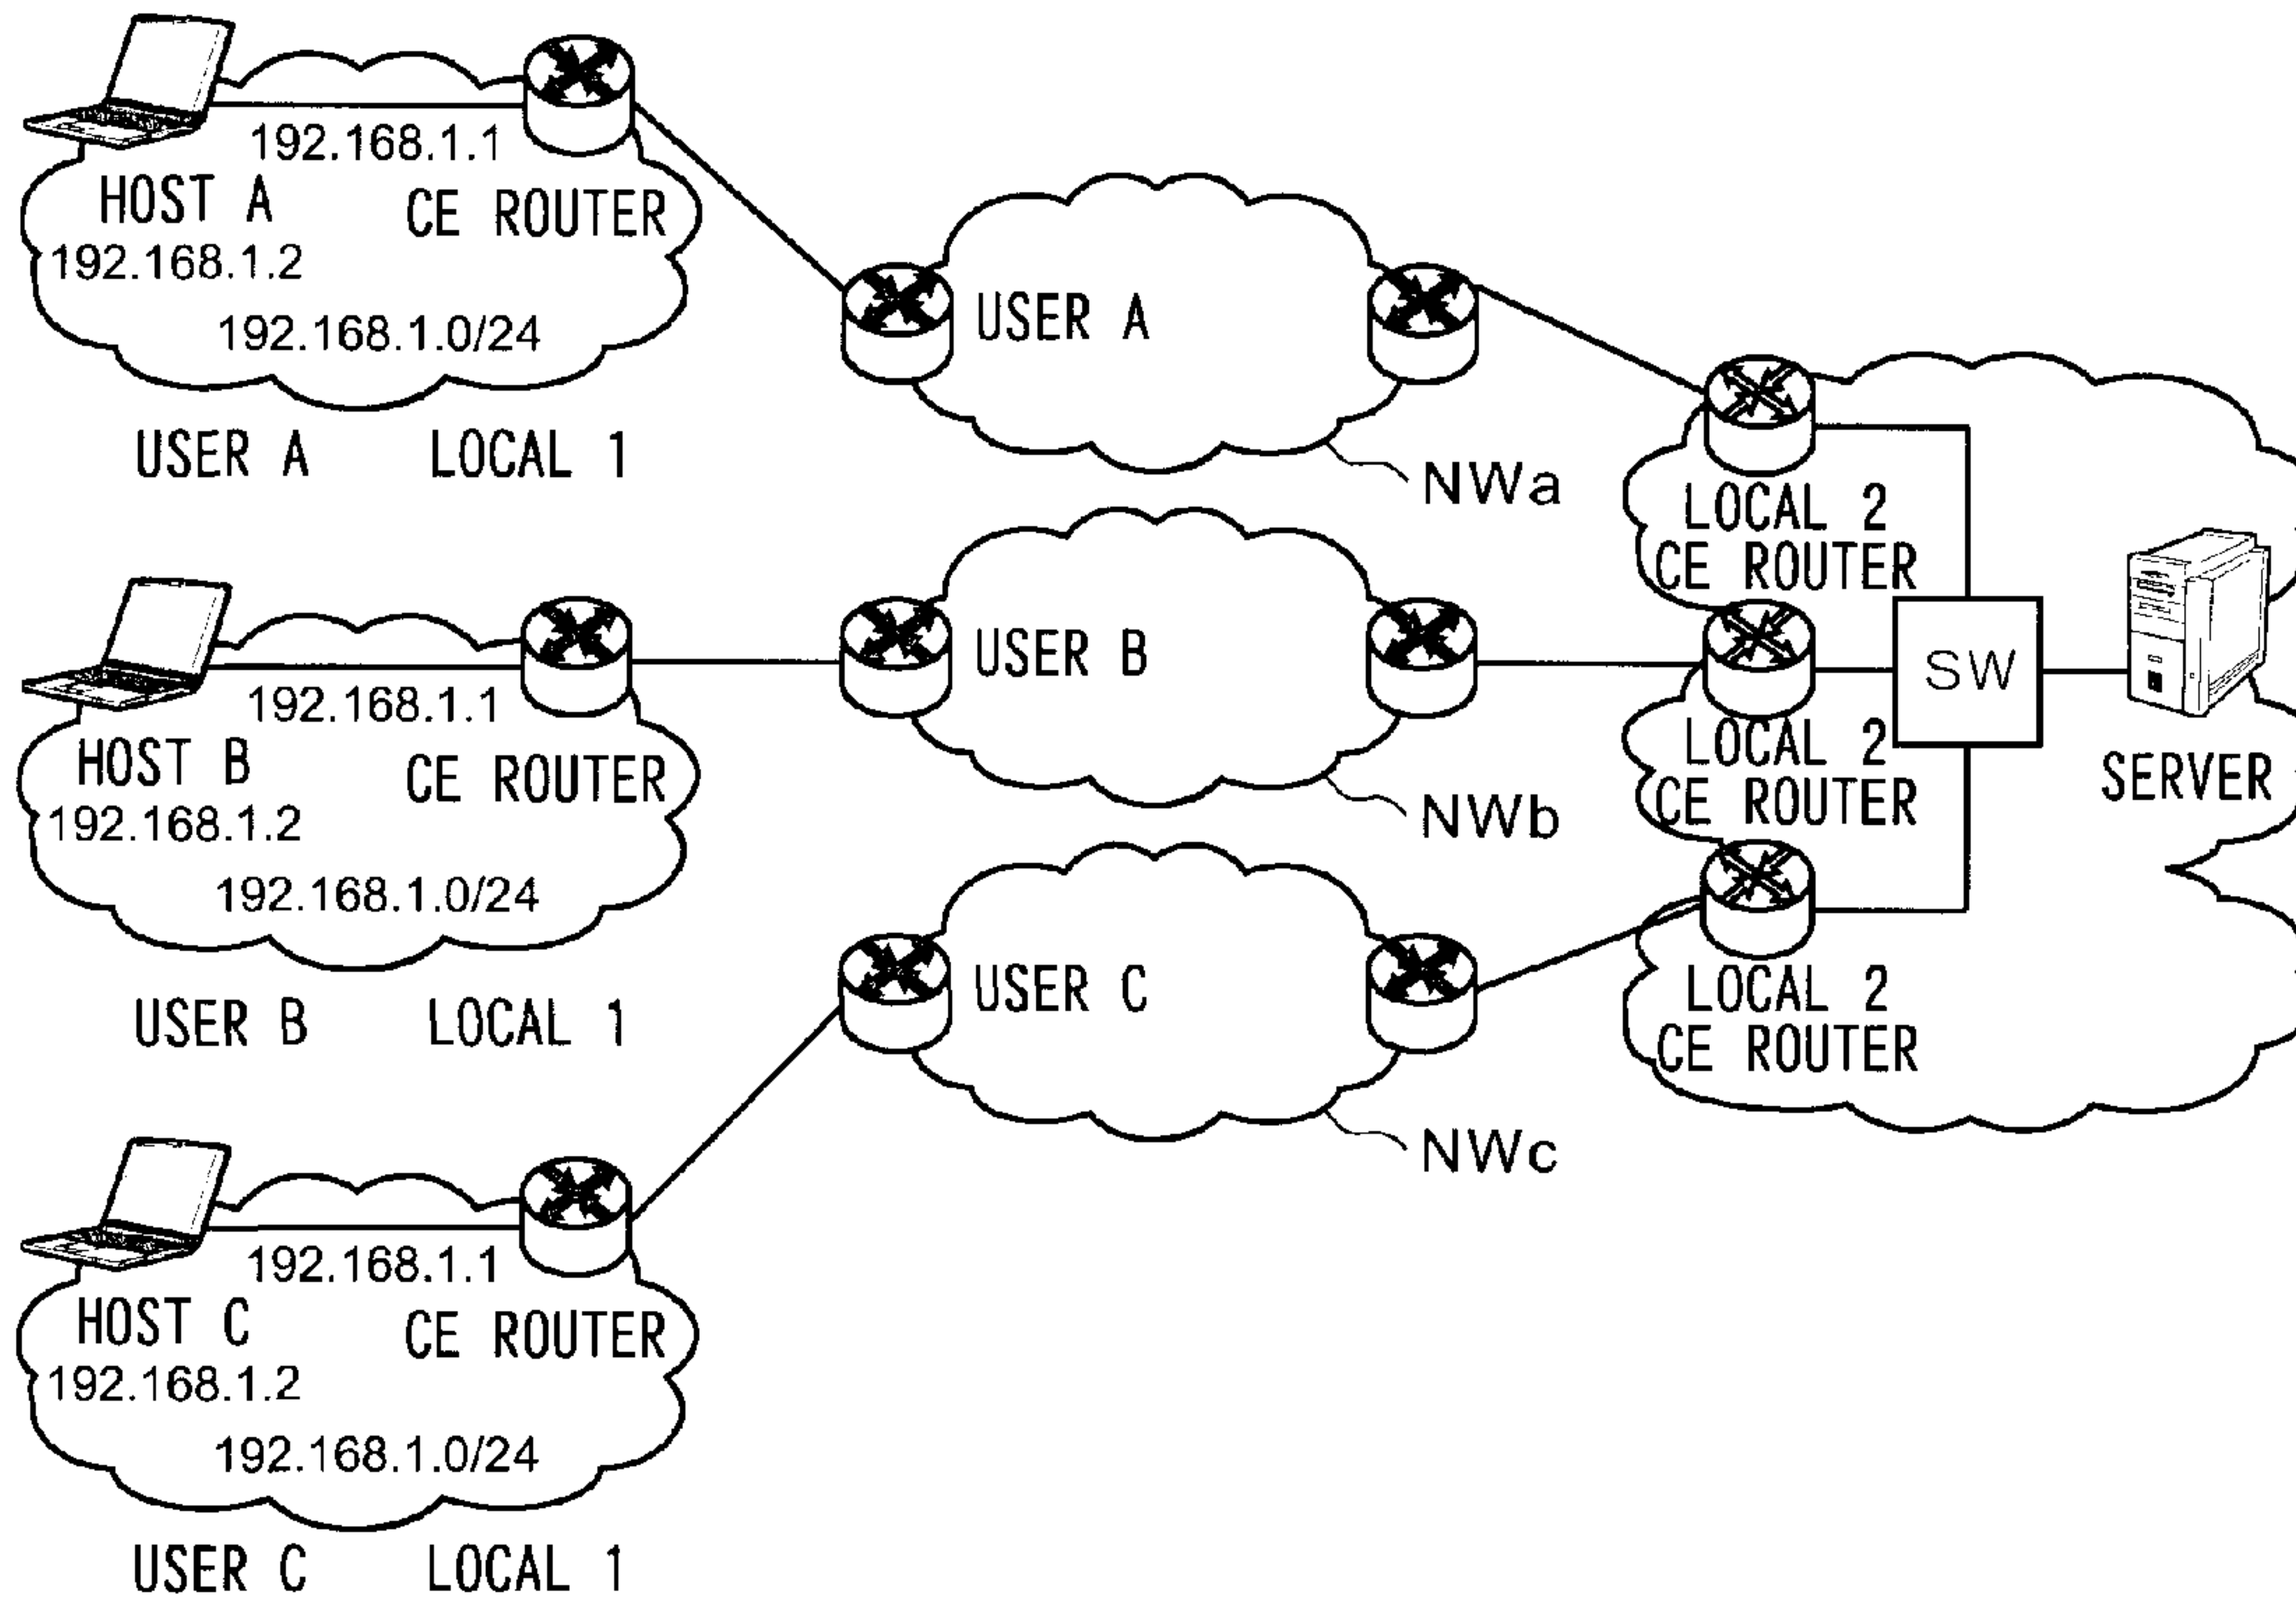 192.168.1.1
HOST A
CE ROUTER
192.168.1.2
192.168.1.0/24
USER A
LOCAL 1
USER A
NWa
LOCAL 2
CE ROUTER
192.168.1.1
HOST B
CE ROUTER
192.168.1.2
192.168.1.0/24
USER B
LOCAL 1
USER B
NWb
LOCAL 2
CE ROUTER
SW
SERVER
192.168.1.1
HOST C
CE ROUTER
192.168.1.2
192.168.1.0/24
USER C
LOCAL 1
USER C
NWc
LOCAL 2
CE ROUTER